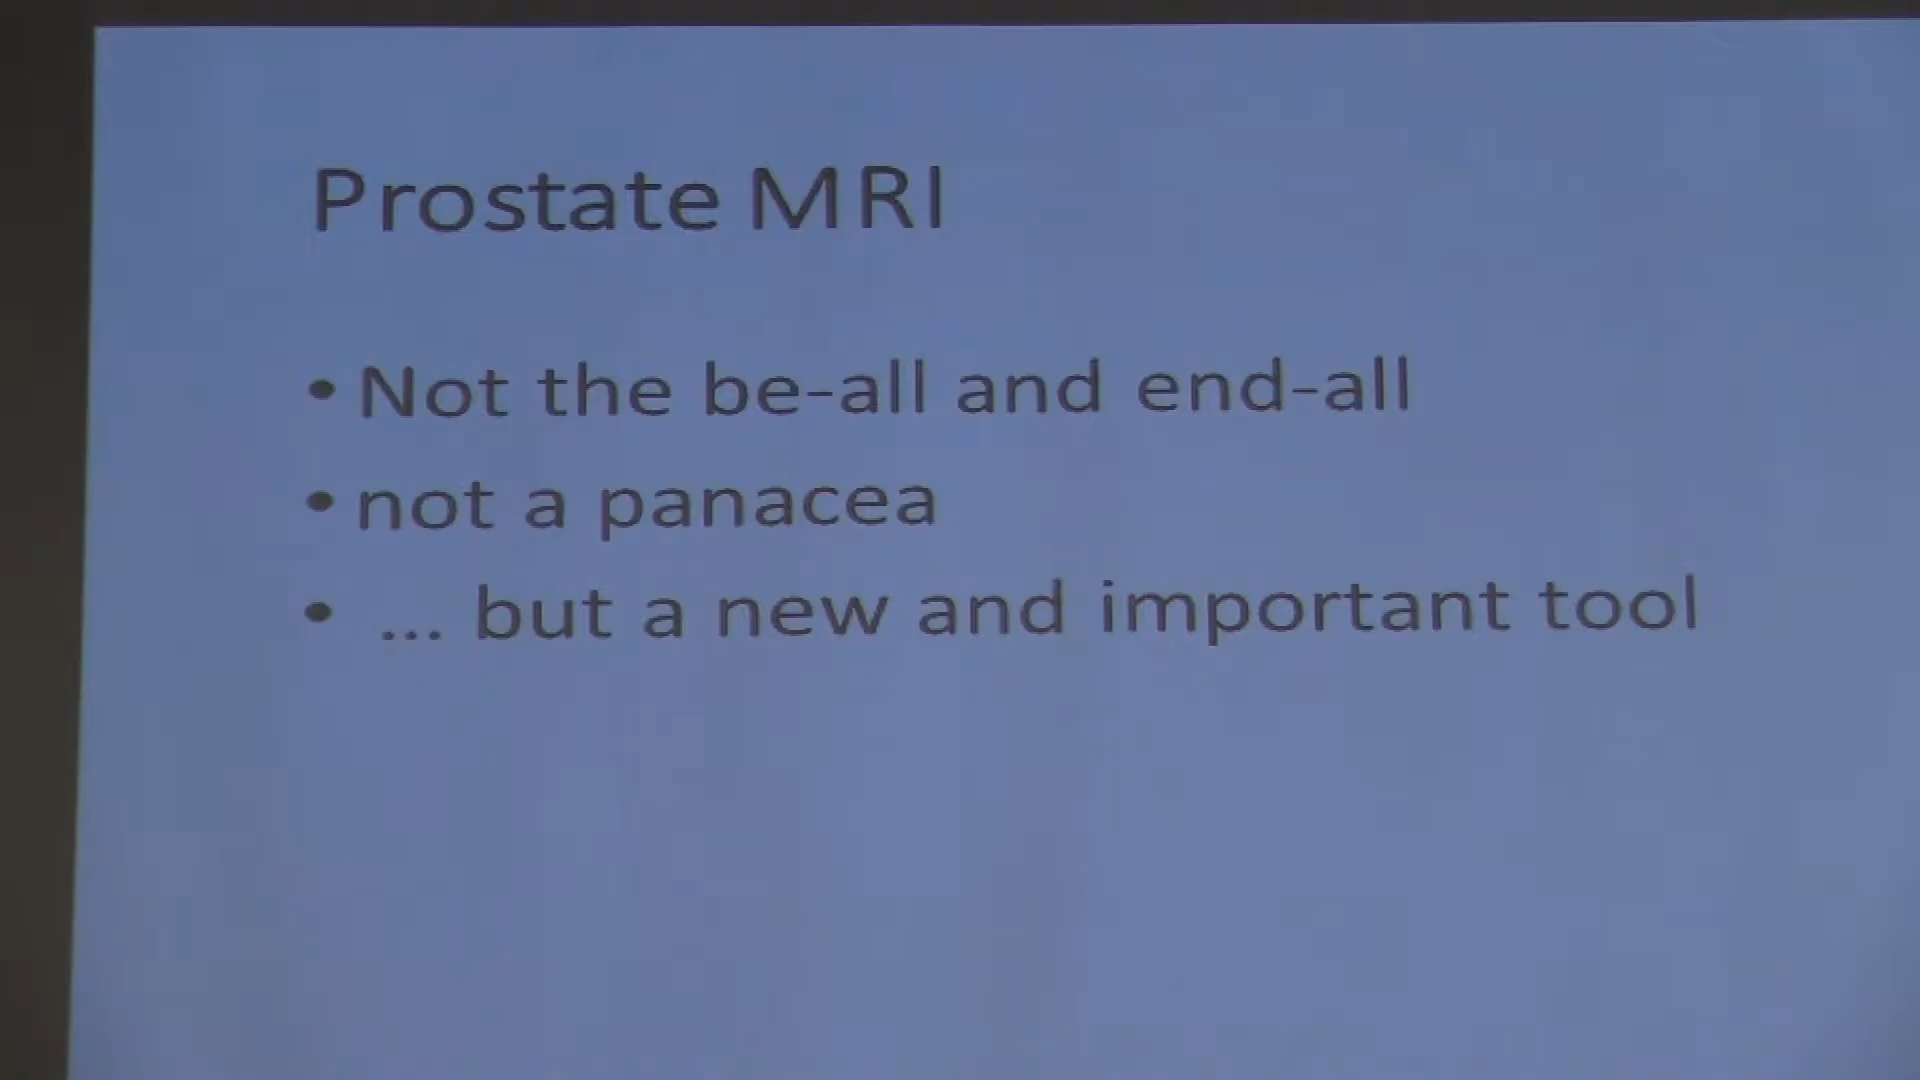 Prostate MRI
• Not the be-all and end-all
• not a panacea
• ... but a new and important tool